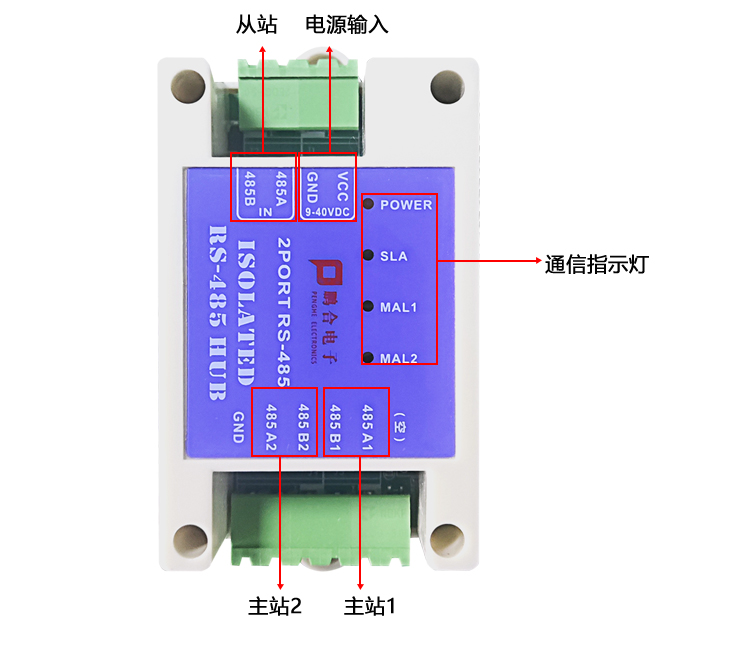 从站
电源输入
485B
485A
IN
GND
VCC
9-40VDC
POWER
SLA
MAL1
MAL2
通信指示灯
RS-485 HUB
ISOLATED
2PORT RS-485
鹏合电子
PENGHE ELECTRONICS
GND
485 A2
485 B2
485 B1
485 A1
(空)
主站2
主站1